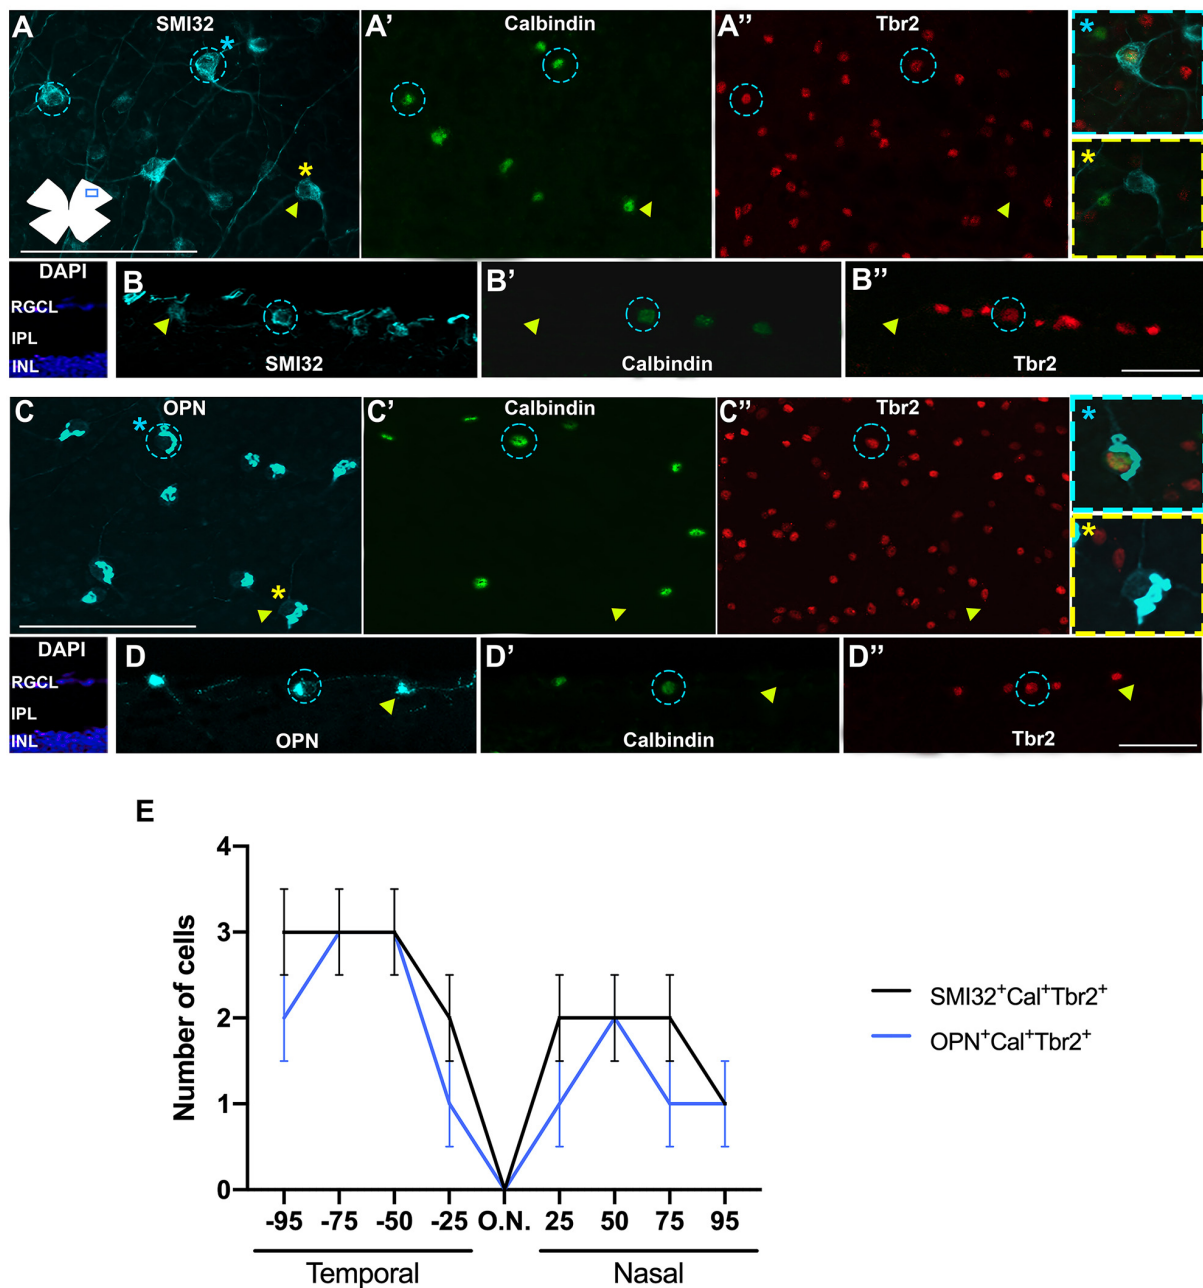 A SMI32 * A' Calbindin A'' Tbr2 *
* *
DAPI B B' B''
RGCL
IPL
INL SMI32 Calbindin Tbr2
C OPN C' Calbindin C'' Tbr2 *
* *
*
DAPI D D' D''
RGCL
IPL
INL OPN Calbindin Tbr2
E
4
3
2
1
0
Number of cells
-95 -75 -50 -25 O.N. 25 50 75 95
Temporal Nasal
SMI32⁺Cal⁺Tbr2⁺
OPN⁺Cal⁺Tbr2⁺